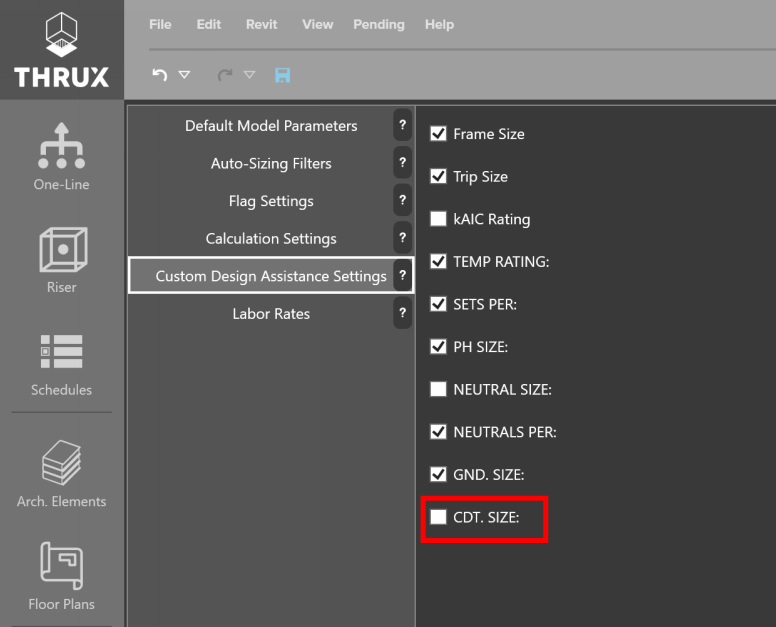 THRUX
File Edit Revit View Pending Help
One-Line
Riser
Schedules
Arch. Elements
Floor Plans
Default Model Parameters ?
Auto-Sizing Filters ?
Flag Settings ?
Calculation Settings ?
Custom Design Assistance Settings ?
Labor Rates ?
Frame Size
Trip Size
kAIC Rating
TEMP RATING:
SETS PER:
PH SIZE:
NEUTRAL SIZE:
NEUTRALS PER:
GND. SIZE:
CDT. SIZE: